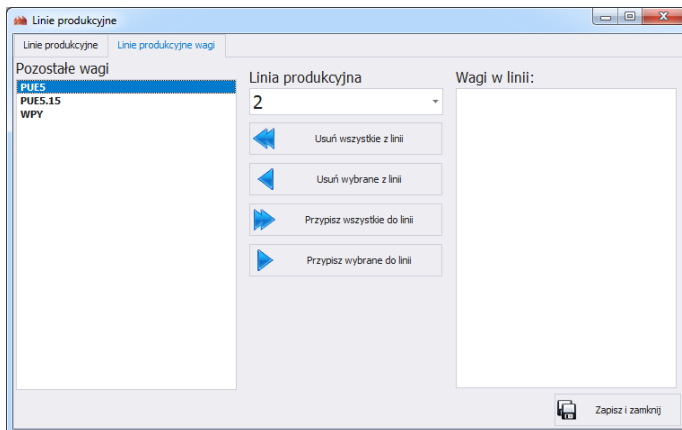 Linie produkcyjne
Linie produkcyjne
Linie produkcyjne wagi
Pozostałe wagi
PUE5
PUE5.15
WPY
Linia produkcyjna
2
Usuń wszystkie z linii
Usuń wybrane z linii
Przypisz wszystkie do linii
Przypisz wybrane do linii
Wagi w linii:
Zapisz i zamknij